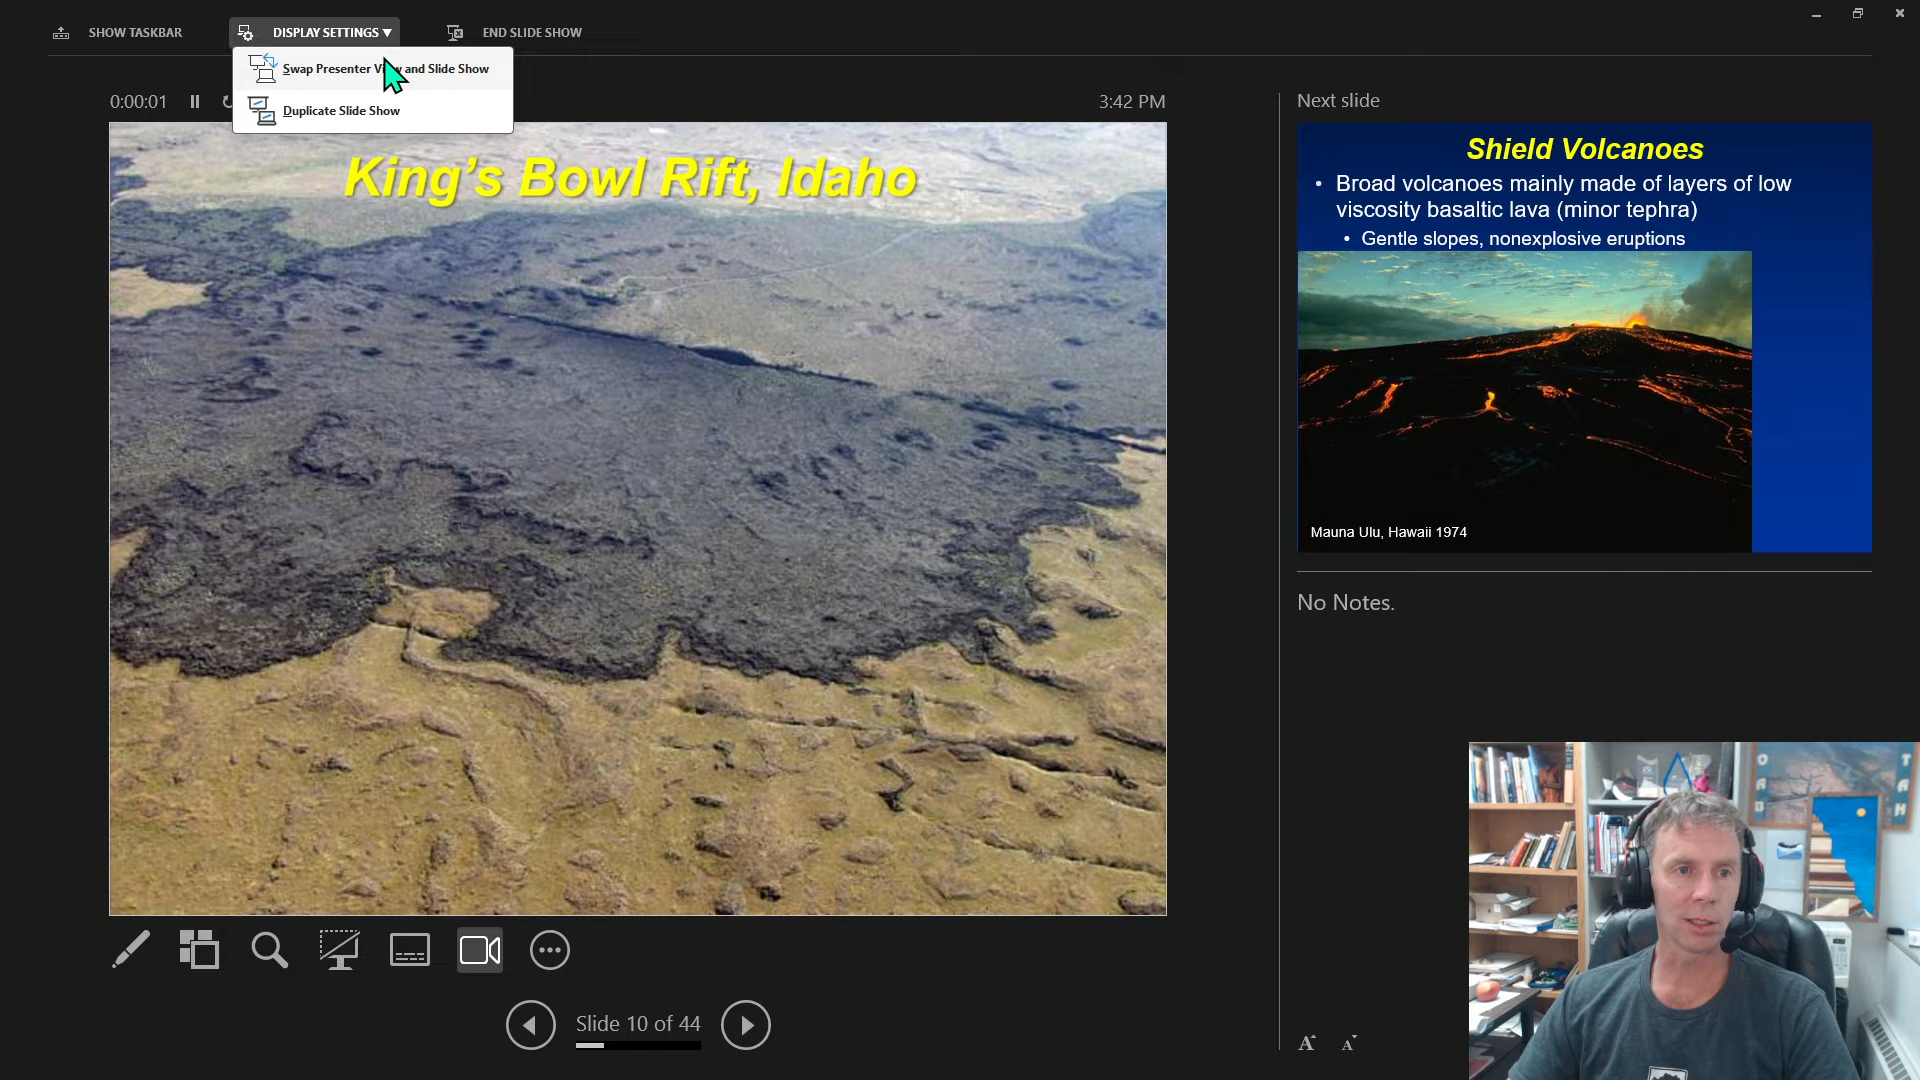 SHOW TASKBAR
DISPLAY SETTINGS ▼
END SLIDE SHOW
Swap Presenter View and Slide Show
Duplicate Slide Show
0:00:01
3:42 PM
King's Bowl Rift, Idaho
Slide 10 of 44
Next slide
Shield Volcanoes
• Broad volcanoes mainly made of layers of low
viscosity basaltic lava (minor tephra)
• Gentle slopes, nonexplosive eruptions
Mauna Ulu, Hawaii 1974
No Notes.
A A